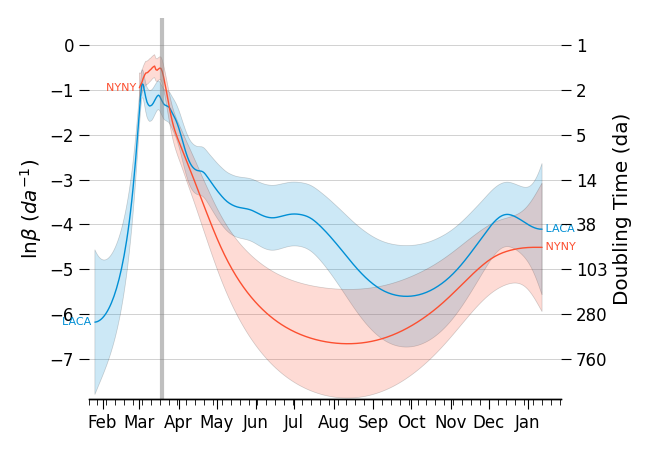 0
−1
−2
−3
−4
−5
−6
−7
lnβ (da⁻¹)
NYNY
LACA
LACA
NYNY
1
2
5
14
38
103
280
760
Doubling Time (da)
Feb Mar Apr May Jun Jul Aug Sep Oct Nov Dec Jan